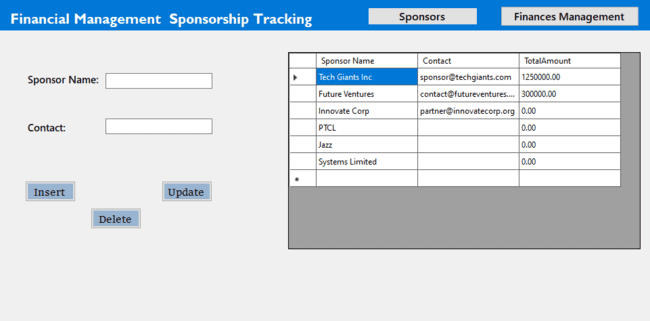 Financial Management Sponsorship Tracking
Sponsors
Finances Management
Sponsor Name:
Contact:
Insert
Update
Delete
Sponsor Name Contact TotalAmount
Tech Giants Inc sponsor@techgiants.com 1250000.00
Future Ventures contact@futureventures.... 300000.00
Innovate Corp partner@innovatecorp.org 0.00
PTCL 0.00
Jazz 0.00
Systems Limited 0.00
*